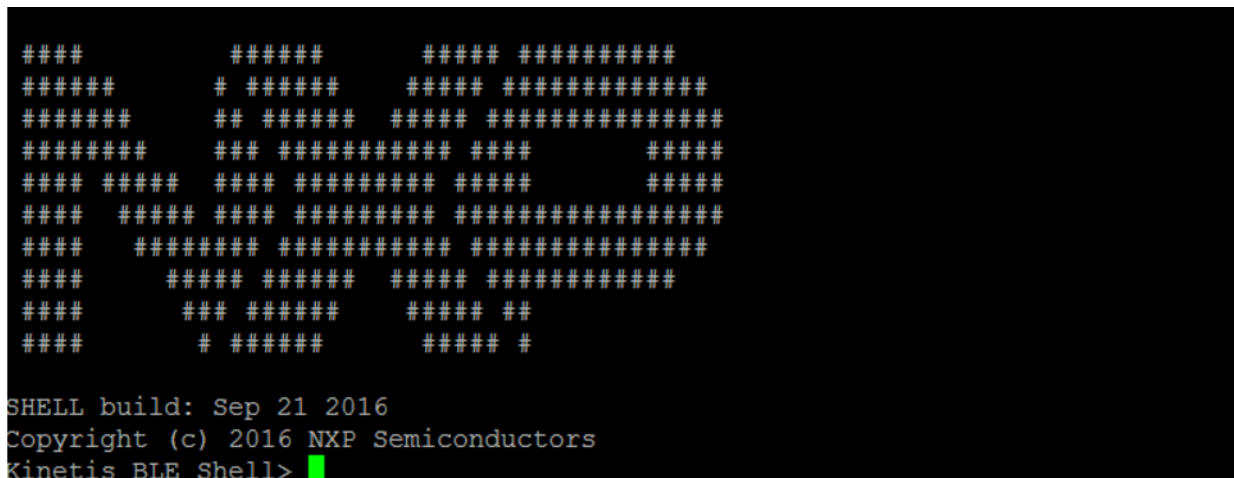 ####         ######      ##### ##########
######      # ######    ##### #############
#######     ## ######  ##### ###############
########    ### ########### ####       #####
#### #####  #### ######### #####       #####
####  ##### #### ######### #################
####   ######## ########### ###############
####     ##### ######  ##### ############
####      ### ######    ##### ##
####       # ######      ##### #
SHELL build: Sep 21 2016
Copyright (c) 2016 NXP Semiconductors
Kinetis BLE Shell>